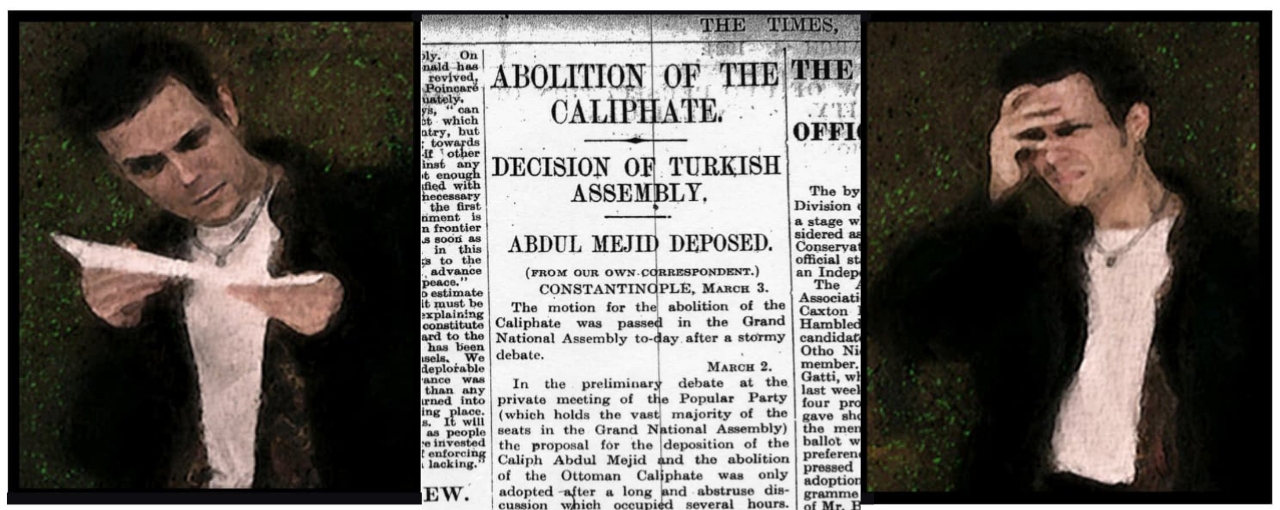 THE TIMES,
ply. On
nald has
revived,
Poincaré
uately.
ys, "can
ot which
ntry, but
towards
If other
inst any
ot enough
fied with
necessary
the first
nment is
n frontier
s soon as
in this
s to the
advance
peace."
o estimate
it must be
explaining
constitute
ard to the
has been
sels. We
deplorable
ance was
than any
urned into
ing place.
s. It will
as people
re invested
f enforcing
lacking."
EW.
ABOLITION OF THE
CALIPHATE.
DECISION OF TURKISH
ASSEMBLY.
ABDUL MEJID DEPOSED.
(FROM OUR OWN CORRESPONDENT.)
CONSTANTINOPLE, MARCH 3.
The motion for the abolition of the
Caliphate was passed in the Grand
National Assembly to-day after a stormy
debate.
MARCH 2.
In the preliminary debate at the
private meeting of the Popular Party
(which holds the vast majority of the
seats in the Grand National Assembly)
the proposal for the deposition of the
Caliph Abdul Mejid and the abolition
of the Ottoman Caliphate was only
adopted after a long and abstruse dis-
cussion which occupied several hours.
THE
OFFIC
The by
Division o
a stage w
sidered as
Conservat
official st
an Indep
The A
Associati
Caxton H
Hambled
candidat
Otho Ni
member.
Gatti, wh
last week
four pro
gave sho
the men
ballot w
preferen
pressed
adoption
gramme
of Mr. B